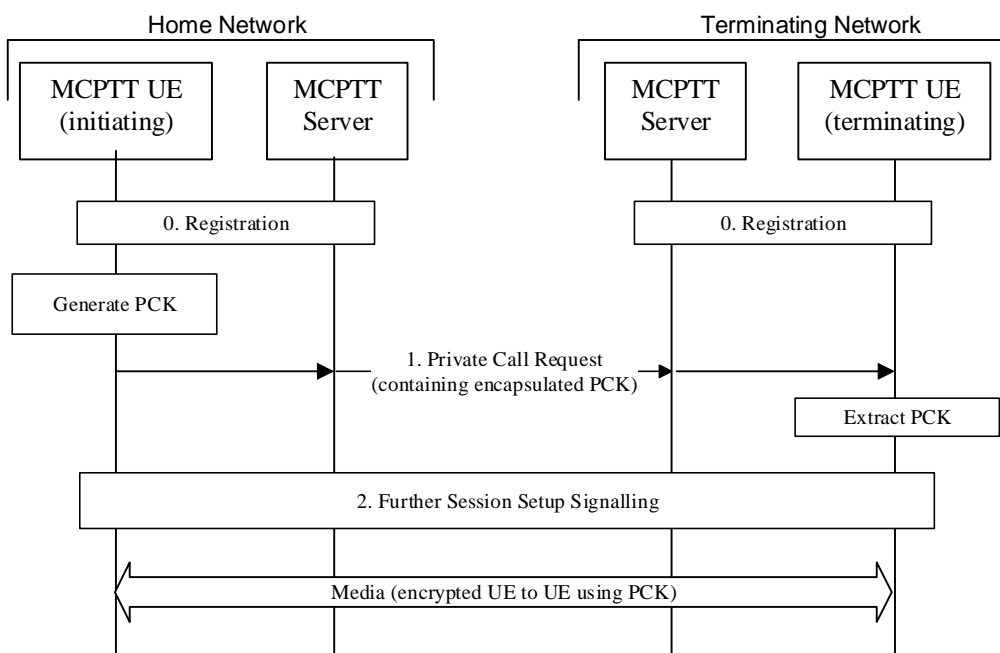 Home Network
Terminating Network
MCPTT UE
(initiating)
MCPTT
Server
MCPTT
Server
MCPTT UE
(terminating)
0. Registration
0. Registration
Generate PCK
1. Private Call Request
(containing encapsulated PCK)
Extract PCK
2. Further Session Setup Signalling
Media (encrypted UE to UE using PCK)